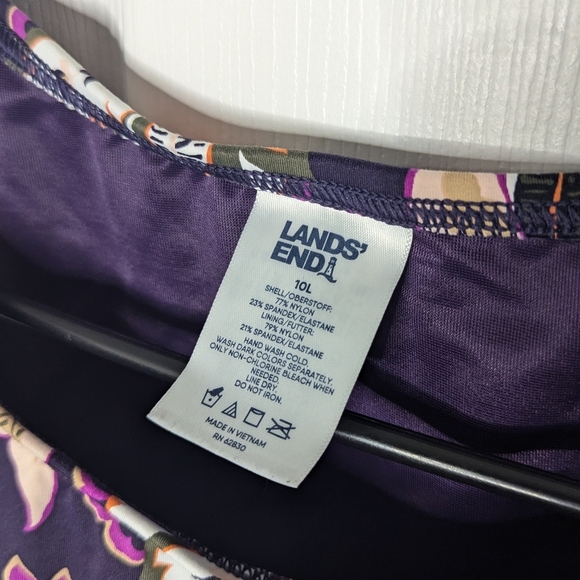 LANDS'
END
10L
SHELL/OBERSTOFF:
77% NYLON
23% SPANDEX/ELASTANE
LINING/FUTTER:
79% NYLON
21% SPANDEX/ELASTANE
HAND WASH COLD.
WASH DARK COLORS SEPARATELY.
ONLY NON-CHLORINE BLEACH WHEN
NEEDED.
LINE DRY.
DO NOT IRON.
MADE IN VIETNAM
RN 62830